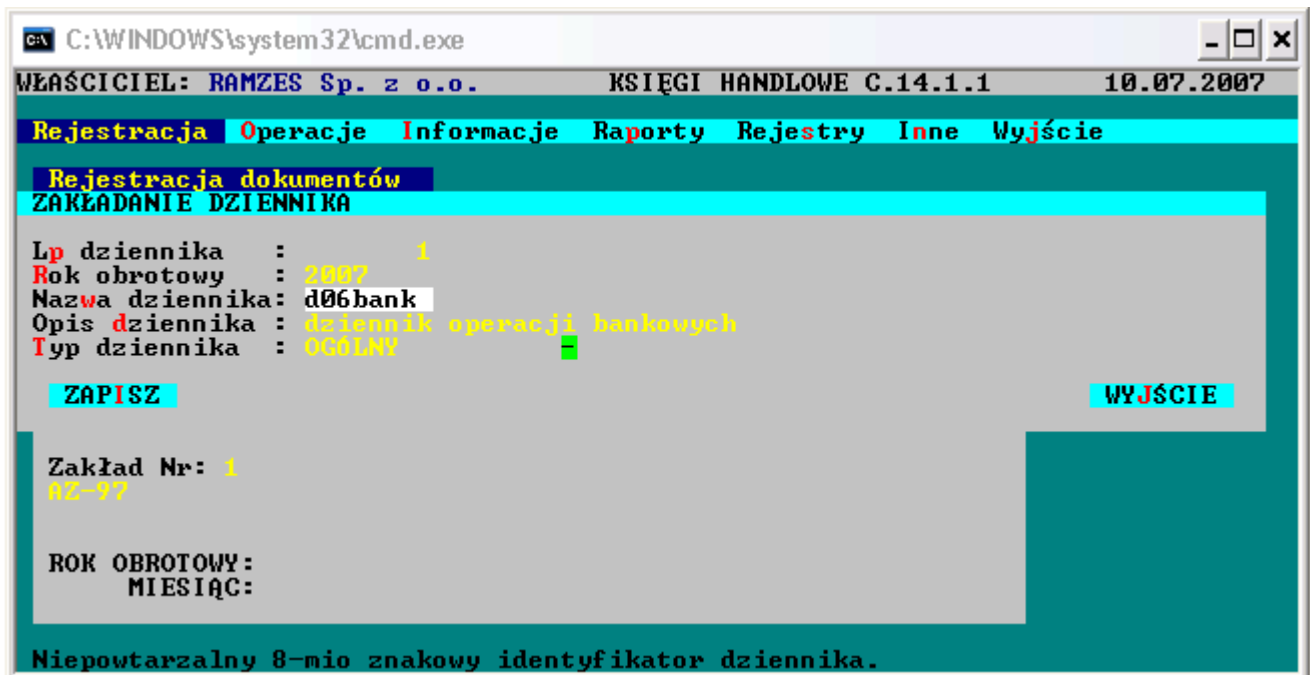 C:\WINDOWS\system32\cmd.exe
WŁAŚCICIEL: RAMZES Sp. z o.o. KSIĘGI HANDLOWE C.14.1.1 10.07.2007
Rejestracja Operacje Informacje Raporty Rejestry Inne Wyjście
Rejestracja dokumentów
ZAKŁADANIE DZIENNIKA
Lp dziennika : 1
Rok obrotowy : 2007
Nazwa dziennika: d06bank
Opis dziennika : dziennik operacji bankowych
Typ dziennika : OGÓLNY
ZAPISZ WYJŚCIE
Zakład Nr: 1
AZ-97
ROK OBROTOWY:
MIESIĄC:
Niepowtarzalny 8-mio znakowy identyfikator dziennika.